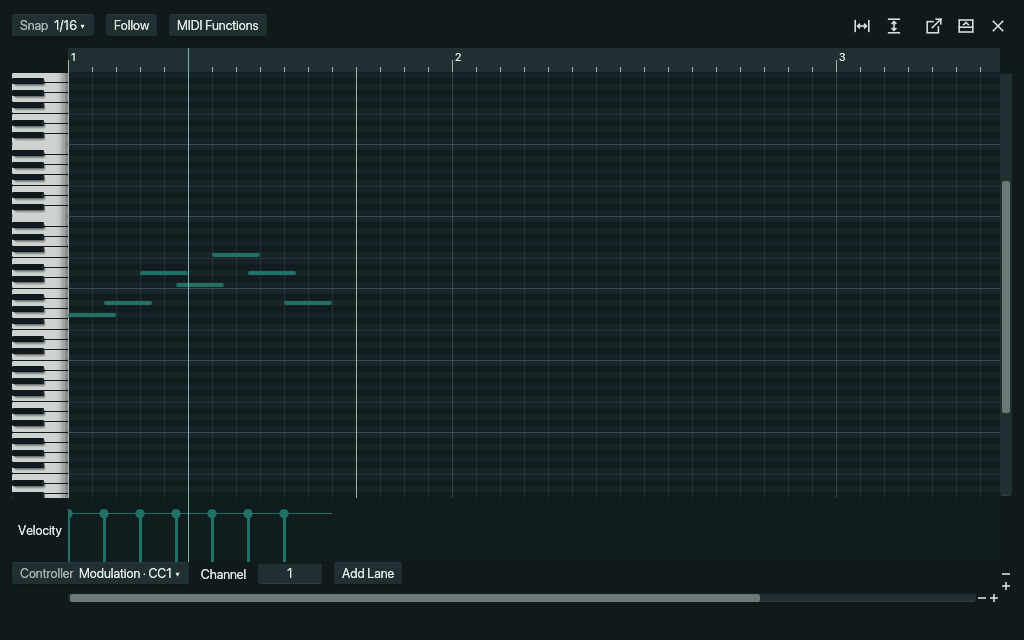 Snap 1/16 Follow MIDI Functions
1 2 3
Velocity
Controller Modulation · CC1 Channel 1 Add Lane